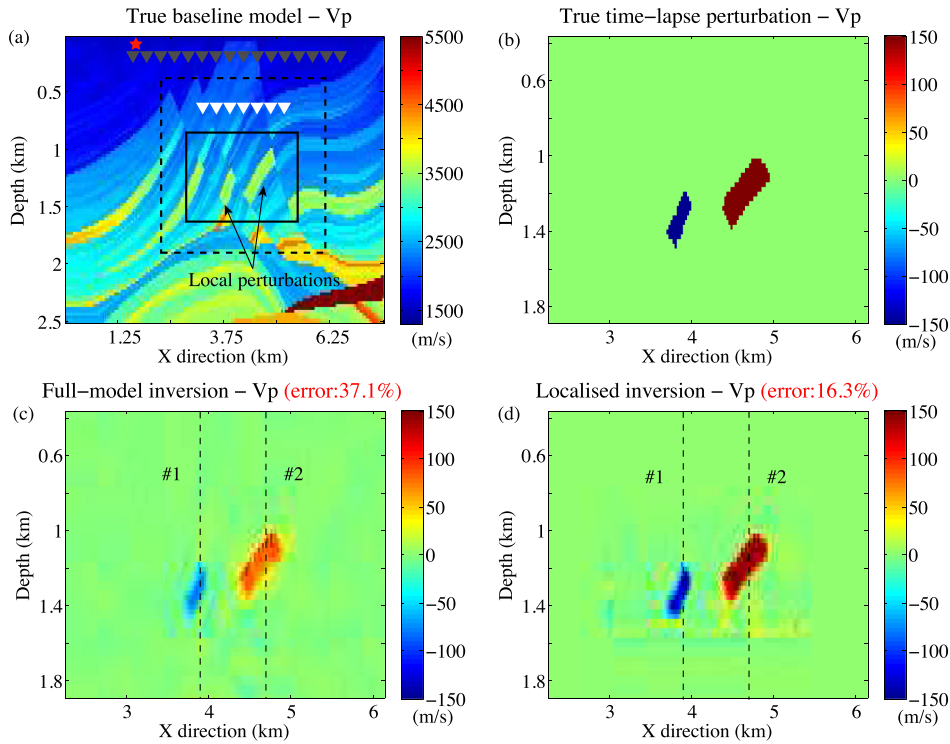 True baseline model − Vp
(a)
0.5
1
1.5
2
2.5
Depth (km)
Local perturbations
1.25
3.75
6.25
X direction (km)
5500
4500
3500
2500
1500
(m/s)
True time−lapse perturbation − Vp
(b)
0.6
1
1.4
1.8
Depth (km)
3
4
5
6
X direction (km)
150
100
50
0
−50
−100
−150
(m/s)
Full−model inversion − Vp (error:37.1%)
(c)
#1
#2
0.6
1
1.4
1.8
Depth (km)
3
4
5
6
X direction (km)
150
100
50
0
−50
−100
−150
(m/s)
Localised inversion − Vp (error:16.3%)
(d)
#1
#2
0.6
1
1.4
1.8
Depth (km)
3
4
5
6
X direction (km)
150
100
50
0
−50
−100
−150
(m/s)